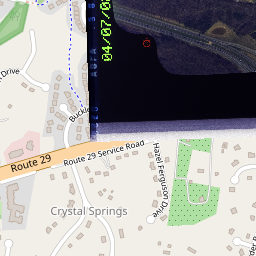 04/07/0
Drive
Buckle
Route 29
Route 29 Service Road
Hazel Ferguson Drive
Crystal Springs